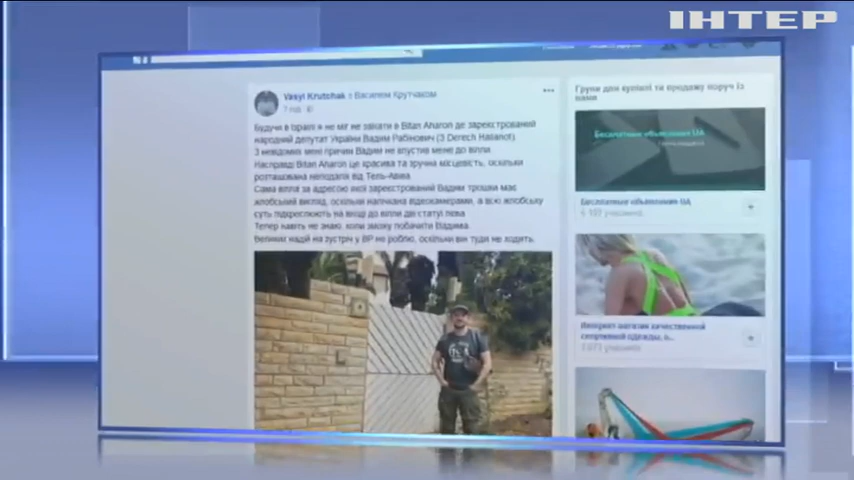 ІНТЕР
Vasyl Krutchak з Василем Крутчаком
Групи для купівлі та продажу поруч із
вами
Будучи в Ізраїлі я не міг не заїхати в Bitan Aharon де зареєстрований
народний депутат України Вадим Рабінович (3 Derech Hailanot).
З невідомих мені причин Вадим не впустив мене до вілли.
Насправді Bitan Aharon це красива та зручна місцевість, оскільки
розташована неподалік від Тель-Авіва.
Сама вілла за адресою якої зареєстрований Вадим трошки має
жлобський вигляд, оскільки напічкана відеокамерами, а всю жлобську
суть підкреслюють на вході до вілли дві статуї лева.
Тепер навіть не знаю, коли зможу побачити Вадима.
Великих надій на зустріч у ВР не роблю, оскільки він туди не ходить.
Бесплатные объявления UA
Бесплатные объявления UA
Интернет магазин качественной
спортивной одежды,